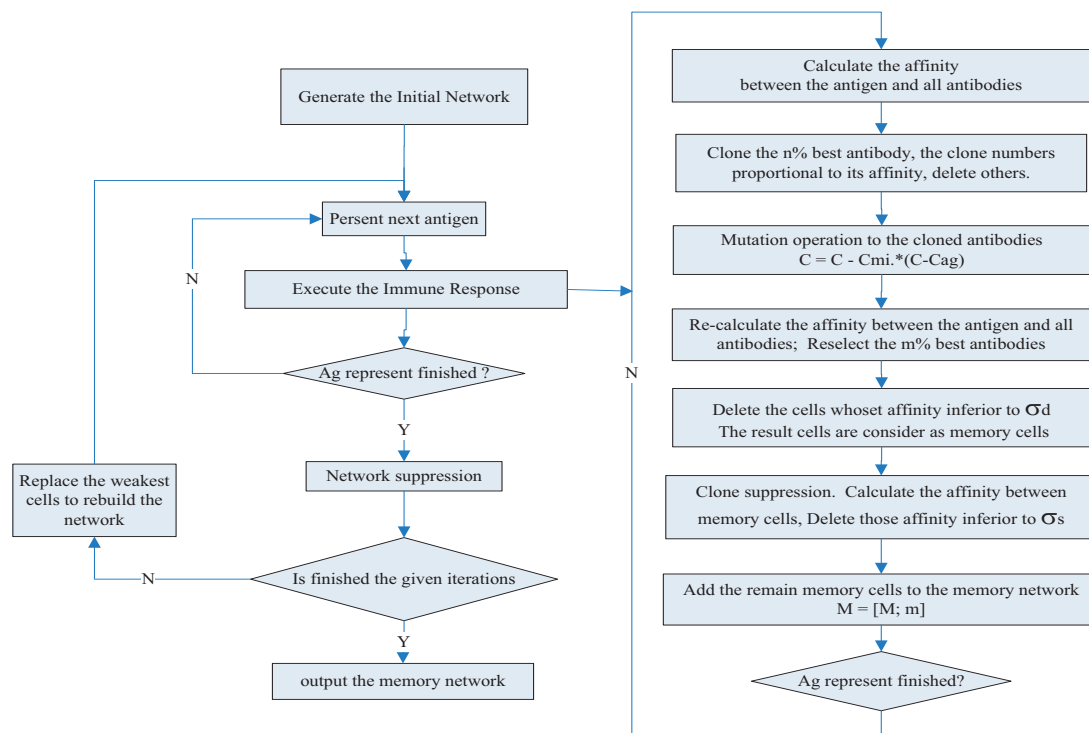 Generate the Initial Network
Persent next antigen
N
Execute the Immune Response
Ag represent finished ?
Y
Network suppression
Replace the weakest
cells to rebuild the
network
N
Is finished the given iterations
Y
output the memory network
Calculate the affinity
between the antigen and all antibodies
Clone the n% best antibody, the clone numbers
proportional to its affinity, delete others.
Mutation operation to the cloned antibodies
C = C - Cmi.*(C-Cag)
Re-calculate the affinity between the antigen and all
antibodies; Reselect the m% best antibodies
N
Delete the cells whoset affinity inferior to σd
The result cells are consider as memory cells
Clone suppression. Calculate the affinity between
memory cells, Delete those affinity inferior to σs
Add the remain memory cells to the memory network
M = [M; m]
Ag represent finished?